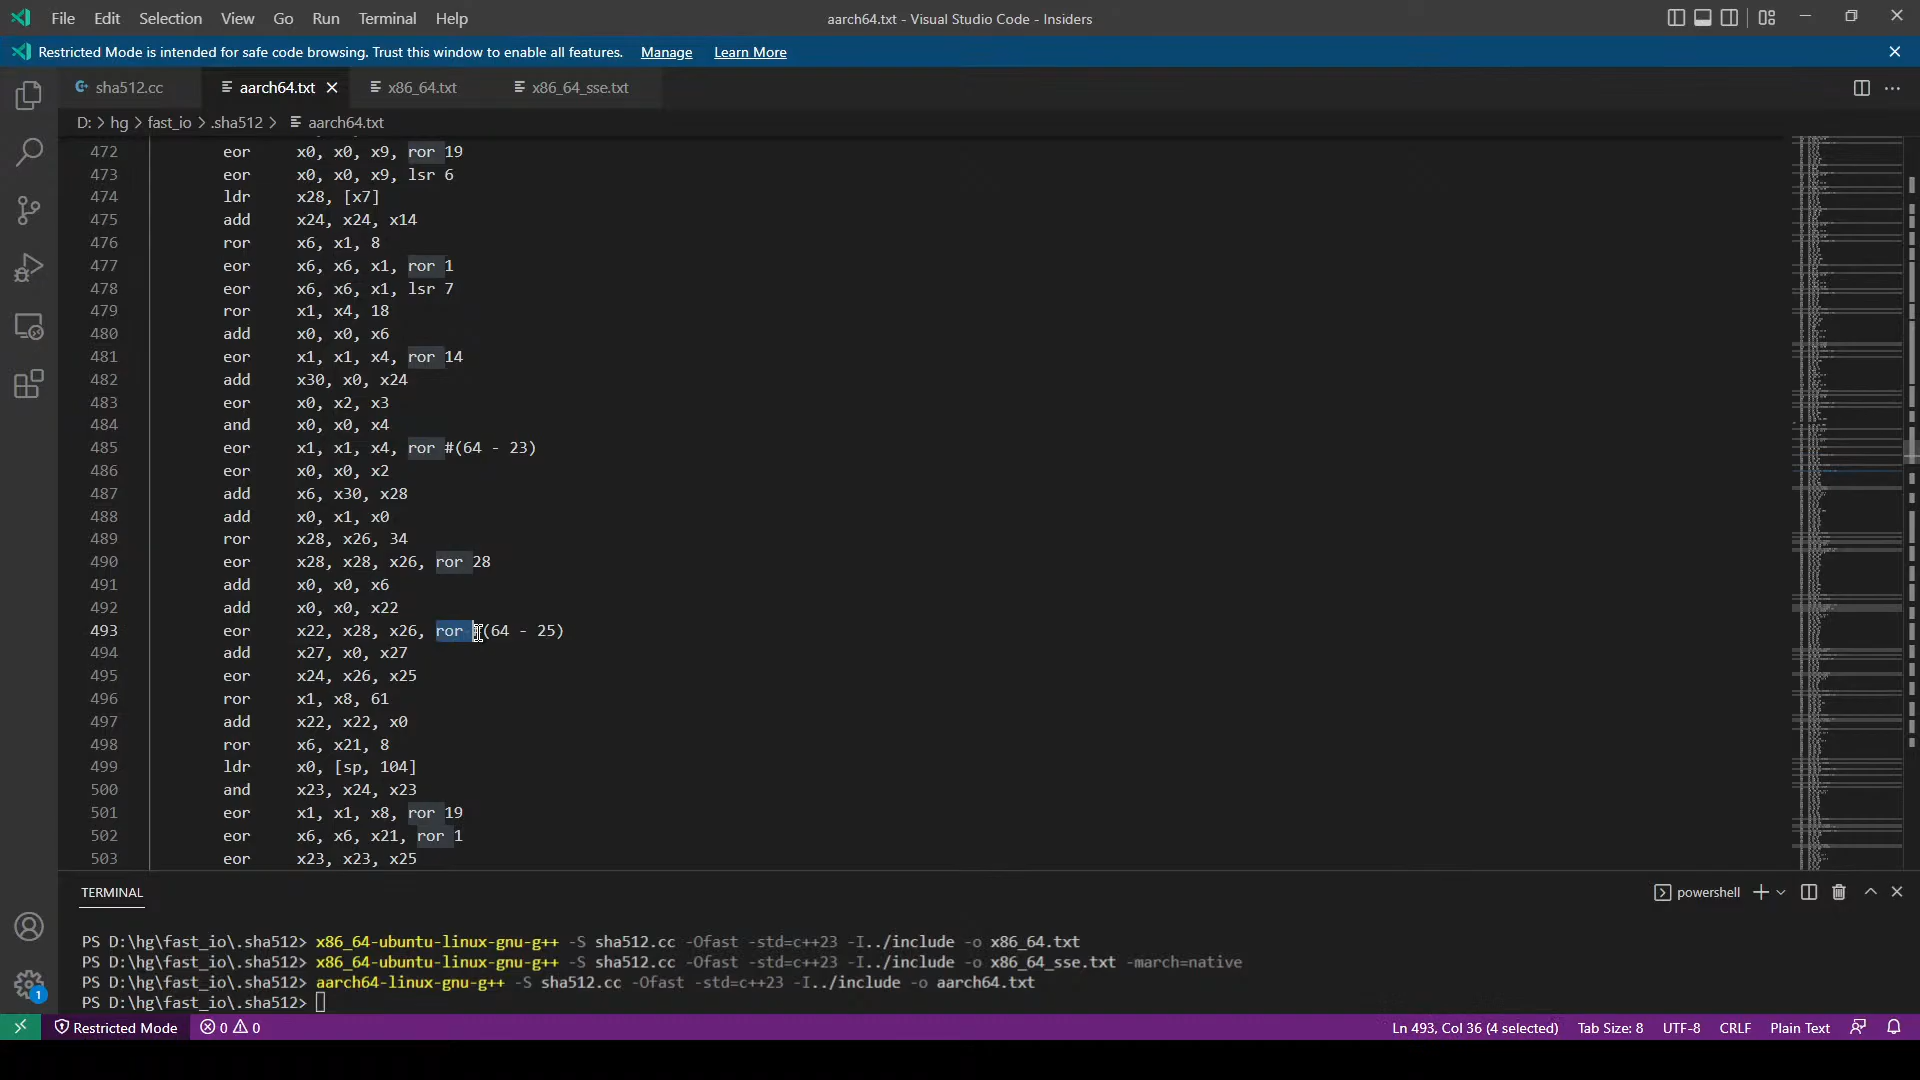 File Edit Selection View Go Run Terminal Help aarch64.txt - Visual Studio Code - Insiders
Restricted Mode is intended for safe code browsing. Trust this window to enable all features. Manage Learn More
sha512.cc aarch64.txt x86_64.txt x86_64_sse.txt
D: > hg > fast_io > .sha512 > aarch64.txt
472 eor x0, x0, x9, ror 19
473 eor x0, x0, x9, lsr 6
474 ldr x28, [x7]
475 add x24, x24, x14
476 ror x6, x1, 8
477 eor x6, x6, x1, ror 1
478 eor x6, x6, x1, lsr 7
479 ror x1, x4, 18
480 add x0, x0, x6
481 eor x1, x1, x4, ror 14
482 add x30, x0, x24
483 eor x0, x2, x3
484 and x0, x0, x4
485 eor x1, x1, x4, ror #(64 - 23)
486 eor x0, x0, x2
487 add x6, x30, x28
488 add x0, x1, x0
489 ror x28, x26, 34
490 eor x28, x28, x26, ror 28
491 add x0, x0, x6
492 add x0, x0, x22
493 eor x22, x28, x26, ror #(64 - 25)
494 add x27, x0, x27
495 eor x24, x26, x25
496 ror x1, x8, 61
497 add x22, x22, x0
498 ror x6, x21, 8
499 ldr x0, [sp, 104]
500 and x23, x24, x23
501 eor x1, x1, x8, ror 19
502 eor x6, x6, x21, ror 1
503 eor x23, x23, x25
TERMINAL powershell
PS D:\hg\fast_io\.sha512> x86_64-ubuntu-linux-gnu-g++ -S sha512.cc -Ofast -std=c++23 -I../include -o x86_64.txt
PS D:\hg\fast_io\.sha512> x86_64-ubuntu-linux-gnu-g++ -S sha512.cc -Ofast -std=c++23 -I../include -o x86_64_sse.txt -march=native
PS D:\hg\fast_io\.sha512> aarch64-linux-gnu-g++ -S sha512.cc -Ofast -std=c++23 -I../include -o aarch64.txt
PS D:\hg\fast_io\.sha512>
1
Restricted Mode 0 0 Ln 493, Col 36 (4 selected) Tab Size: 8 UTF-8 CRLF Plain Text